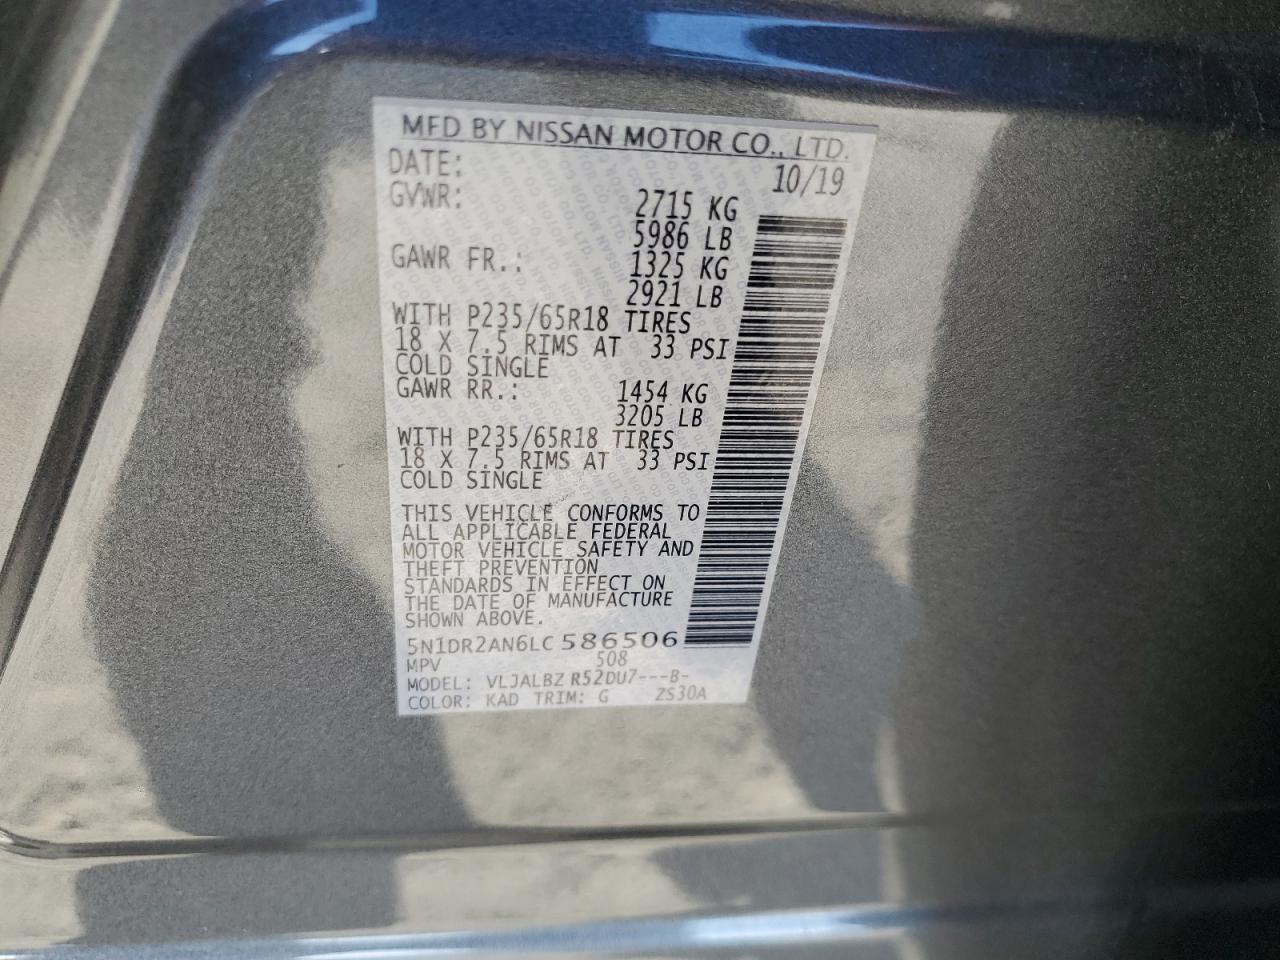 MFD BY NISSAN MOTOR CO., LTD.
DATE: 10/19
GVWR: 2715 KG
5986 LB
GAWR FR.: 1325 KG
2921 LB
WITH P235/65R18 TIRES
18 X 7.5 RIMS AT 33 PSI
COLD SINGLE
GAWR RR.: 1454 KG
3205 LB
WITH P235/65R18 TIRES
18 X 7.5 RIMS AT 33 PSI
COLD SINGLE
THIS VEHICLE CONFORMS TO
ALL APPLICABLE FEDERAL
MOTOR VEHICLE SAFETY AND
THEFT PREVENTION
STANDARDS IN EFFECT ON
THE DATE OF MANUFACTURE
SHOWN ABOVE.
5N1DR2AN6LC586506
MPV 508
MODEL: VLJALBZ R52DU7---B-
COLOR: KAD TRIM: G ZS30A